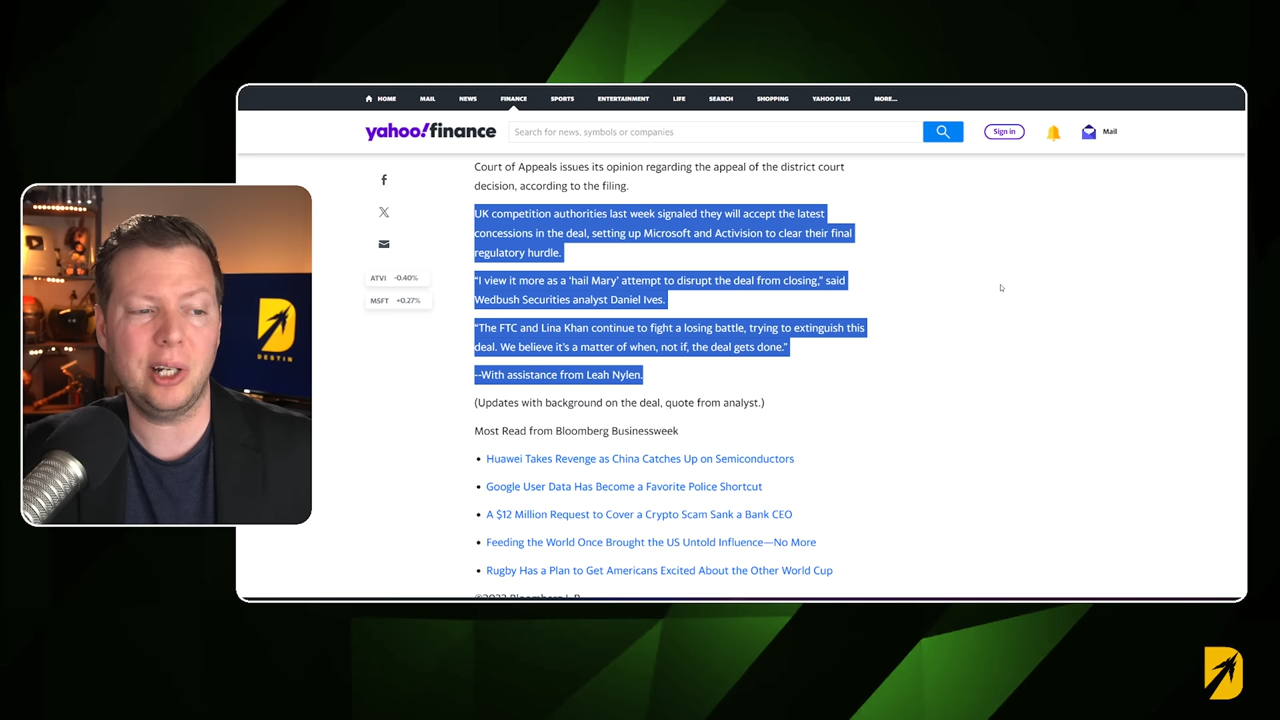 HOME MAIL NEWS FINANCE SPORTS ENTERTAINMENT LIFE SEARCH SHOPPING YAHOO PLUS MORE...
yahoo!finance
Search for news, symbols or companies
Sign in
Mail
Court of Appeals issues its opinion regarding the appeal of the district court
decision, according to the filing.
UK competition authorities last week signaled they will accept the latest
concessions in the deal, setting up Microsoft and Activision to clear their final
regulatory hurdle.
“I view it more as a ‘hail Mary’ attempt to disrupt the deal from closing,” said
Wedbush Securities analyst Daniel Ives.
“The FTC and Lina Khan continue to fight a losing battle, trying to extinguish this
deal. We believe it’s a matter of when, not if, the deal gets done.”
--With assistance from Leah Nylen.
(Updates with background on the deal, quote from analyst.)
Most Read from Bloomberg Businessweek
• Huawei Takes Revenge as China Catches Up on Semiconductors
• Google User Data Has Become a Favorite Police Shortcut
• A $12 Million Request to Cover a Crypto Scam Sank a Bank CEO
• Feeding the World Once Brought the US Untold Influence—No More
• Rugby Has a Plan to Get Americans Excited About the Other World Cup
ATVI -0.40%
MSFT +0.27%
DESTIN